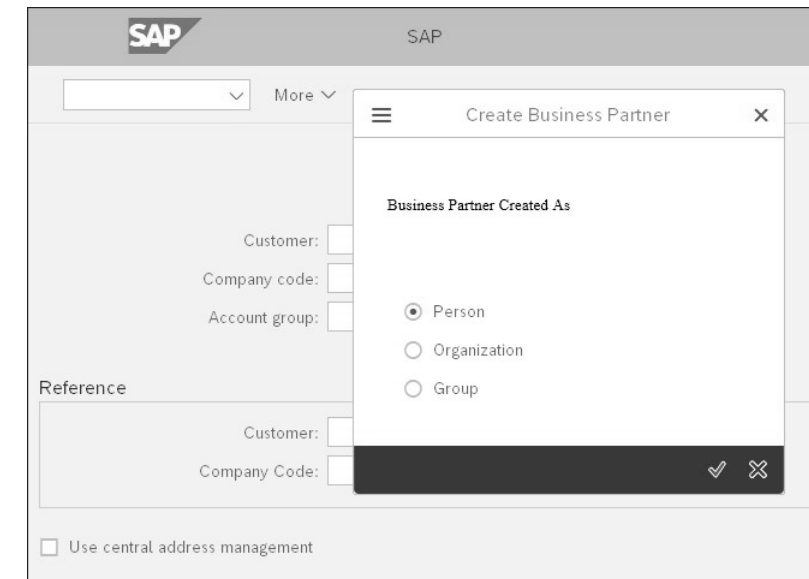 SAP
SAP
More
Create Business Partner
Business Partner Created As
Customer:
Company code:
Account group:
Person
Organization
Group
Reference
Customer:
Company Code:
Use central address management